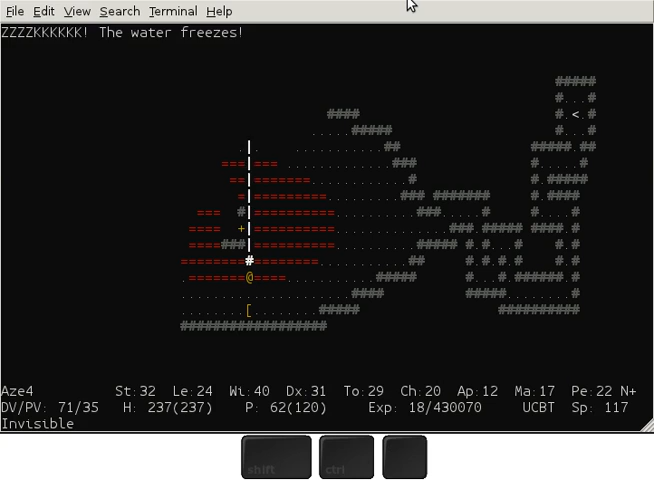 File Edit View Search Terminal Help
ZZZZKKKKKK! The water freezes!
Aze4 St:32 Le:24 Wi:40 Dx:31 To:29 Ch:20 Ap:12 Ma:17 Pe:22 N+
DV/PV: 71/35 H: 237(237) P: 62(120) Exp: 18/430070 UCBT Sp: 117
Invisible
shift ctrl